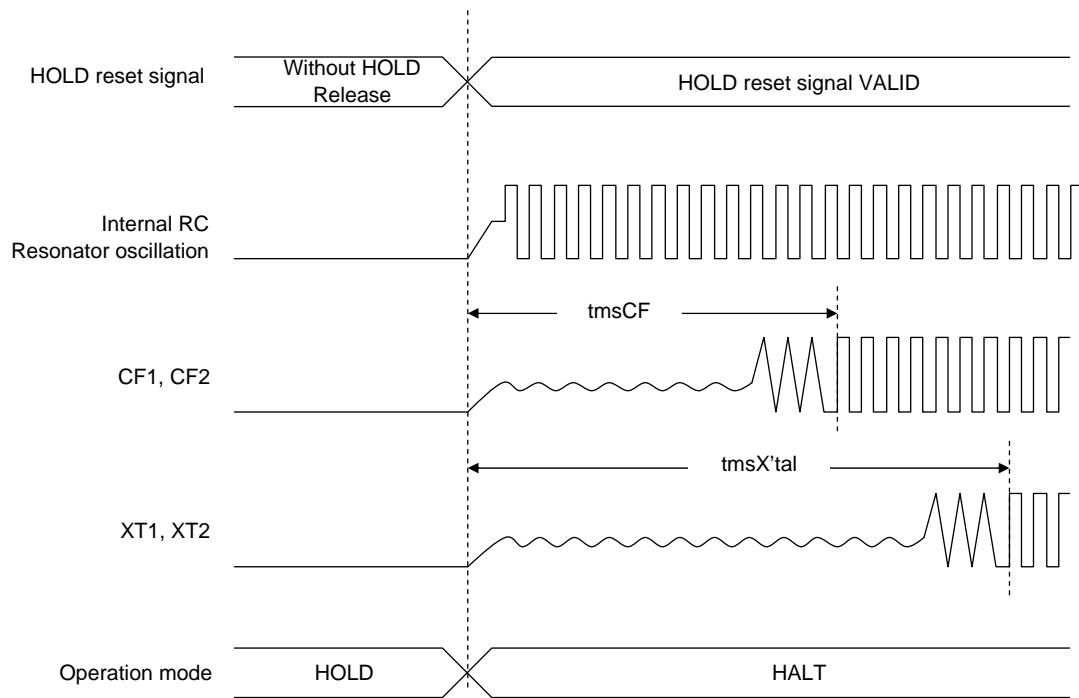 HOLD reset signal
Without HOLD
Release
HOLD reset signal VALID
Internal RC
Resonator oscillation
tmsCF
CF1, CF2
tmsX’tal
XT1, XT2
Operation mode
HOLD
HALT